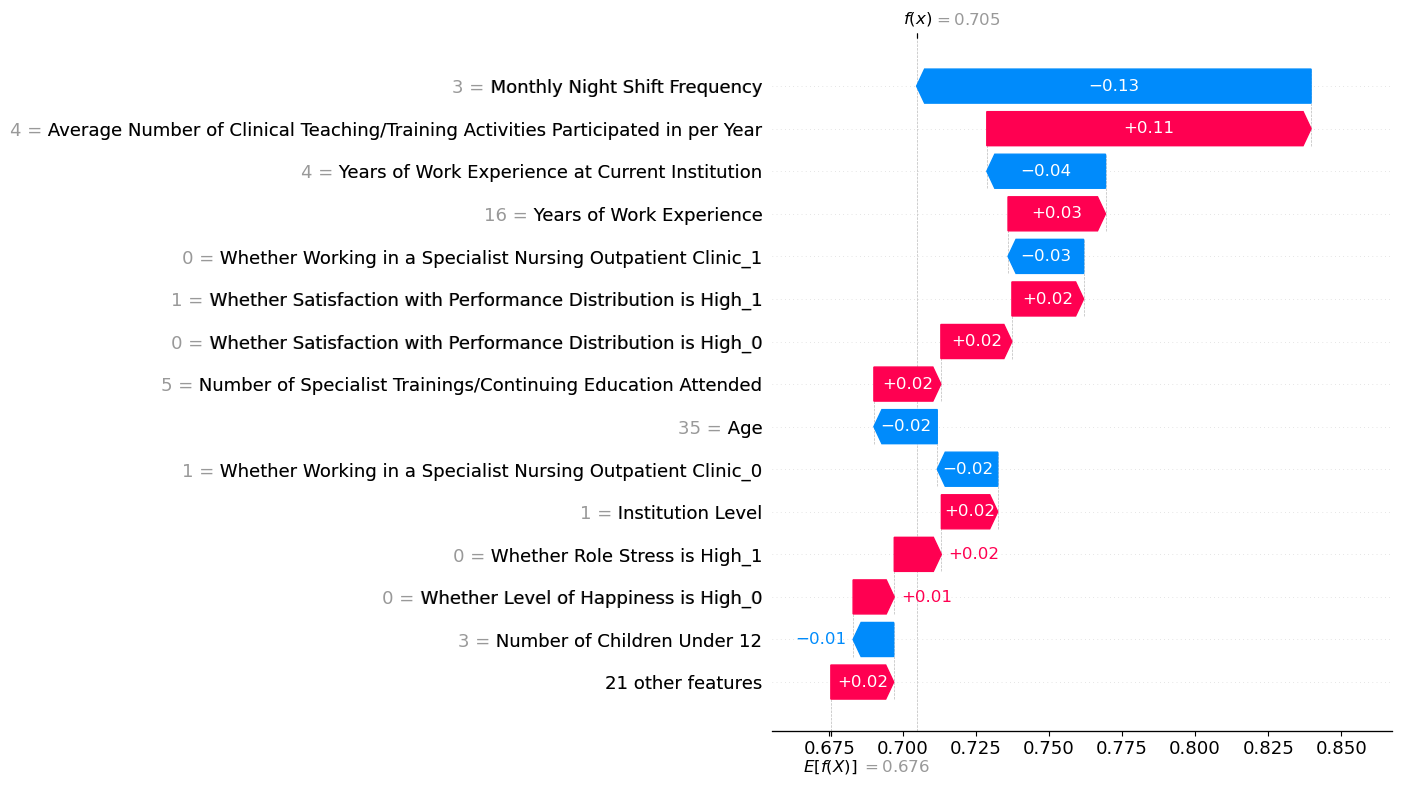 f(x) = 0.705
3 = Monthly Night Shift Frequency −0.13
4 = Average Number of Clinical Teaching/Training Activities Participated in per Year +0.11
4 = Years of Work Experience at Current Institution −0.04
16 = Years of Work Experience +0.03
0 = Whether Working in a Specialist Nursing Outpatient Clinic_1 −0.03
1 = Whether Satisfaction with Performance Distribution is High_1 +0.02
0 = Whether Satisfaction with Performance Distribution is High_0 +0.02
5 = Number of Specialist Trainings/Continuing Education Attended +0.02
35 = Age −0.02
1 = Whether Working in a Specialist Nursing Outpatient Clinic_0 −0.02
1 = Institution Level +0.02
0 = Whether Role Stress is High_1 +0.02
0 = Whether Level of Happiness is High_0 +0.01
3 = Number of Children Under 12 −0.01
21 other features +0.02
0.675 0.700 0.725 0.750 0.775 0.800 0.825 0.850
E[f(X)] = 0.676